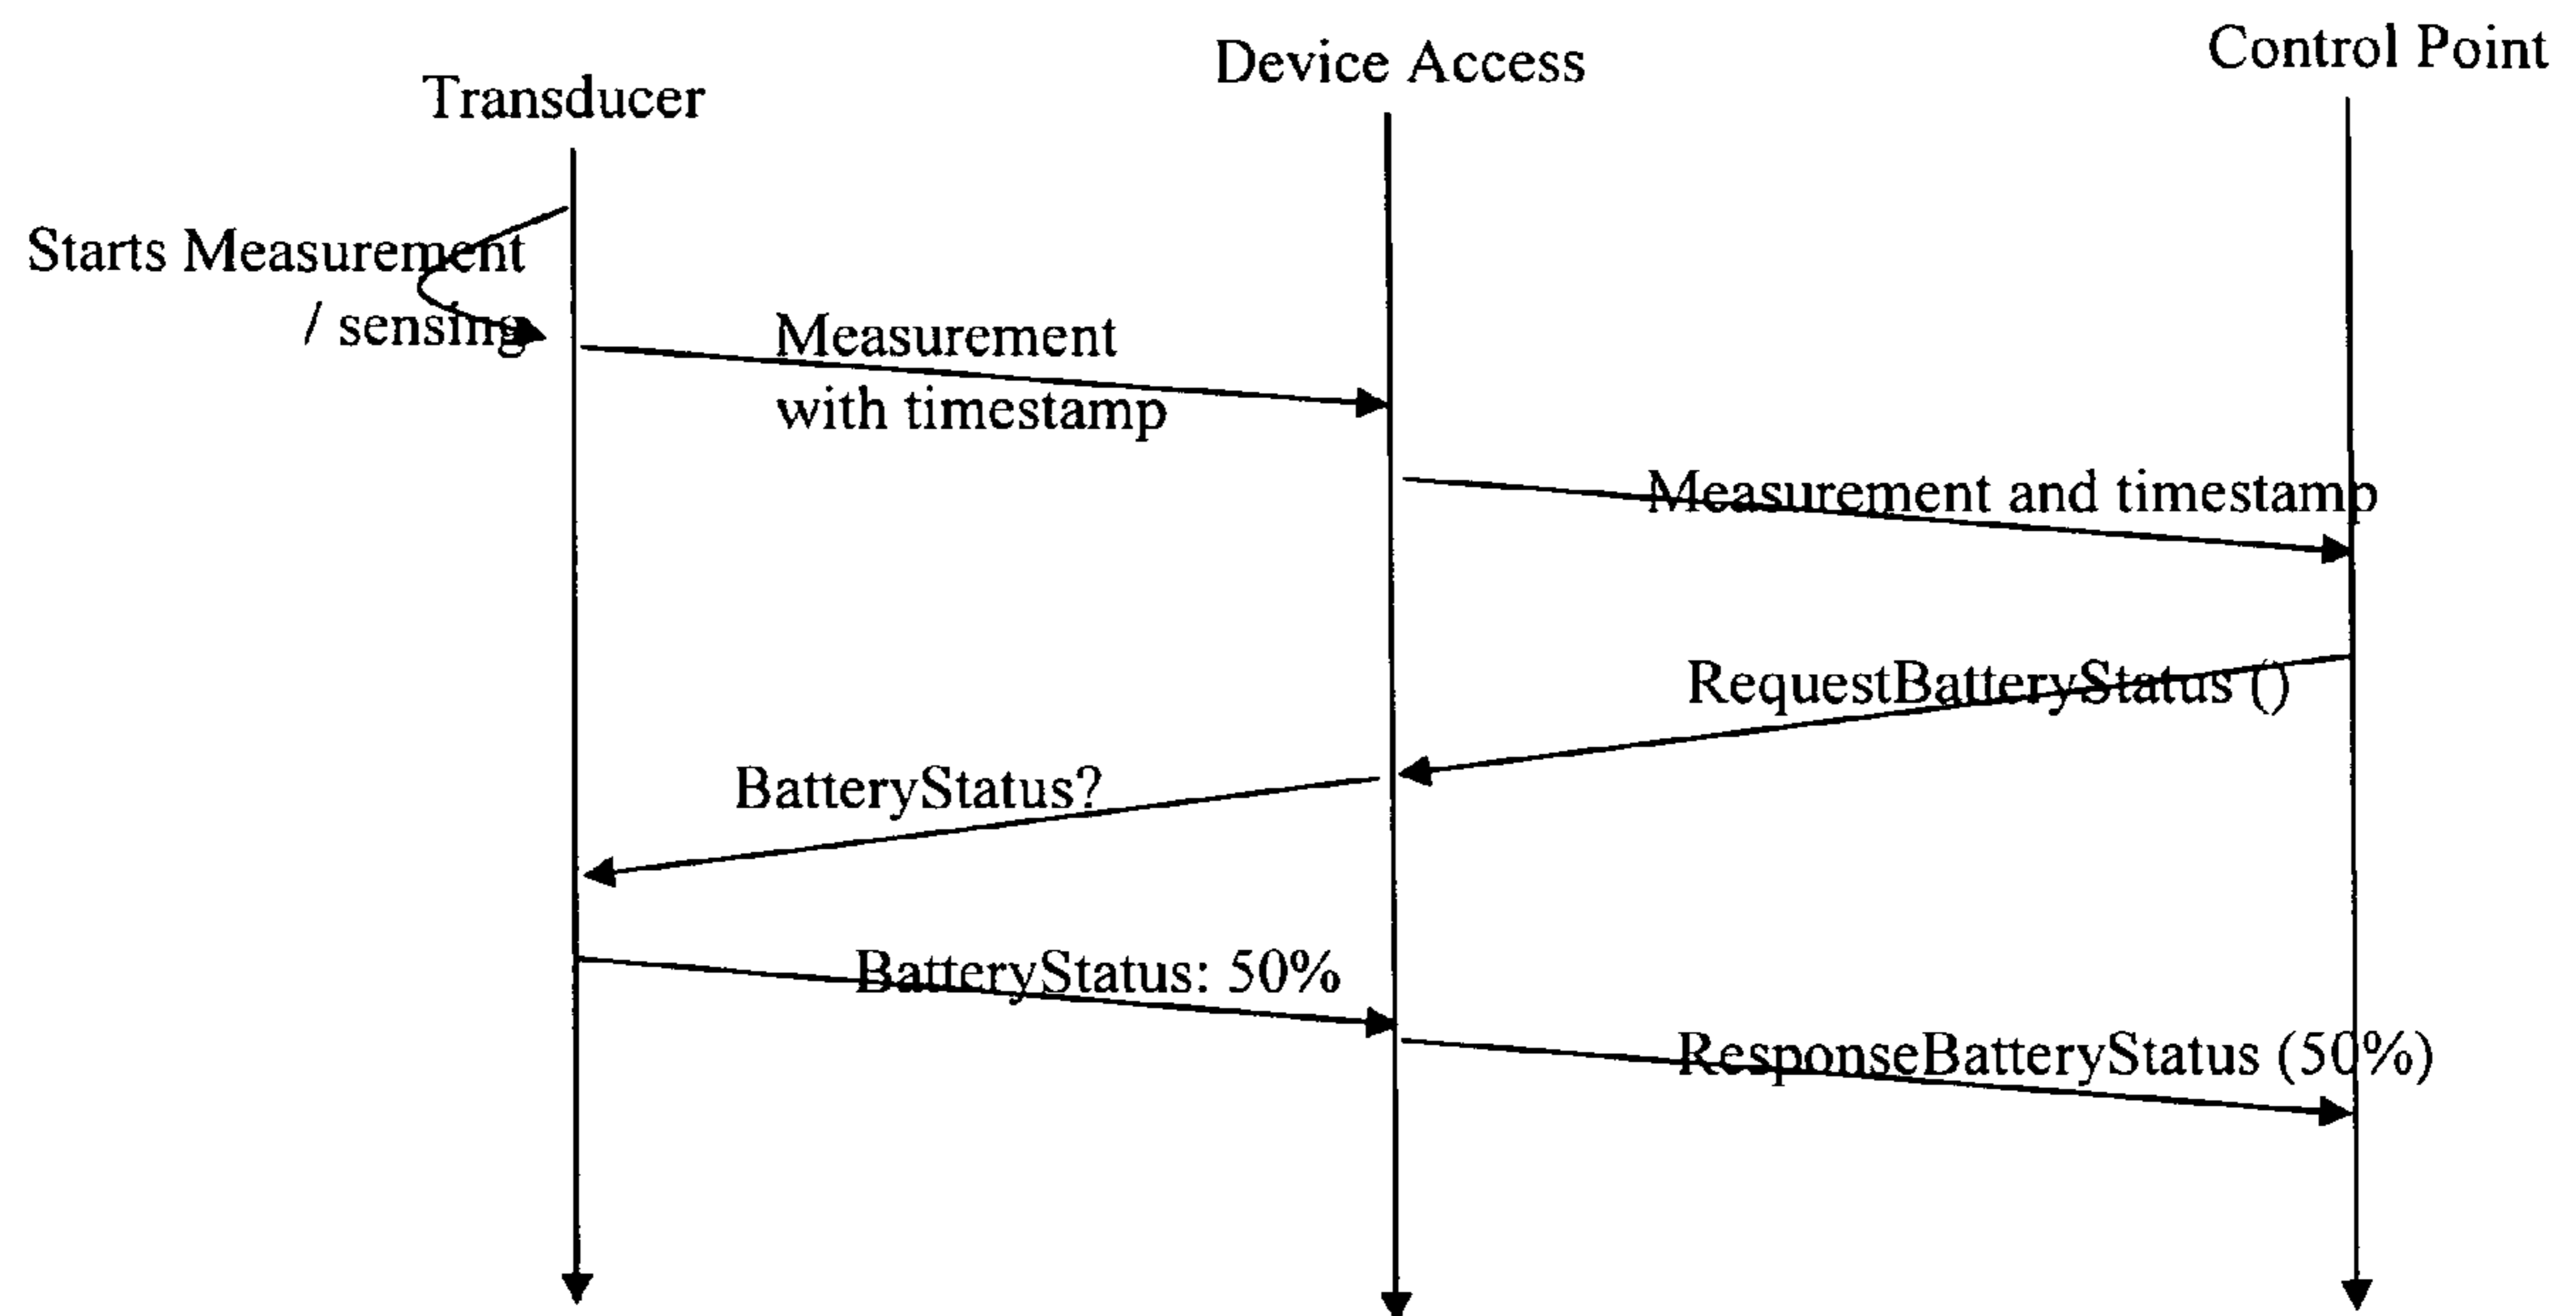 Transducer
Device Access
Control Point
Starts Measurement
/ sensing
Measurement
with timestamp
Measurement and timestamp
RequestBatteryStatus ()
BatteryStatus?
BatteryStatus: 50%
ResponseBatteryStatus (50%)